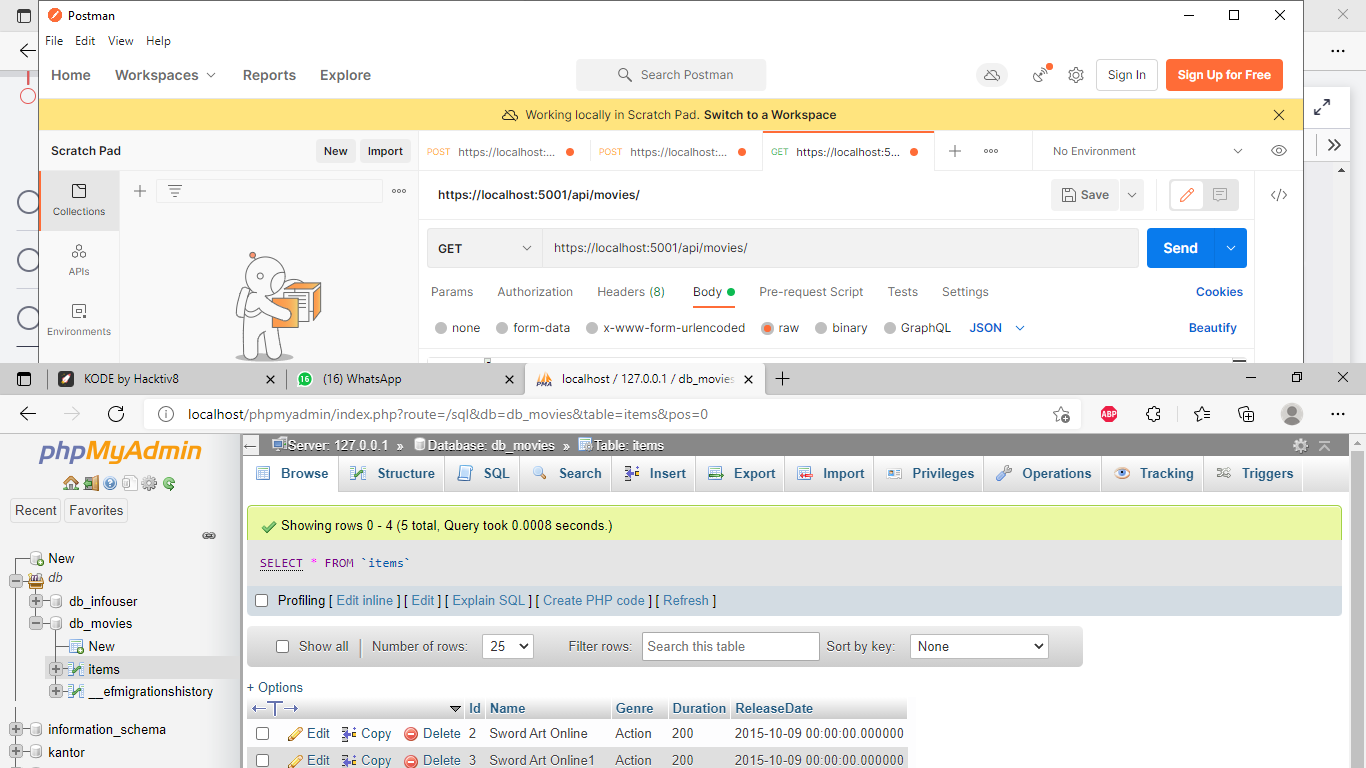 Postman
File Edit View Help
Home Workspaces Reports Explore Search Postman Sign In Sign Up for Free
Working locally in Scratch Pad. Switch to a Workspace
Scratch Pad New Import
POST https://localhost:... POST https://localhost:... GET https://localhost:5... No Environment
https://localhost:5001/api/movies/ Save
Collections
APIs
Environments
GET https://localhost:5001/api/movies/ Send
Params Authorization Headers (8) Body Pre-request Script Tests Settings Cookies
none form-data x-www-form-urlencoded raw binary GraphQL JSON Beautify
KODE by Hacktiv8 (16) WhatsApp localhost / 127.0.0.1 / db_movies
localhost/phpmyadmin/index.php?route=/sql&db=db_movies&table=items&pos=0 ABP
phpMyAdmin
Recent Favorites
New
db
db_infouser
db_movies
New
items
__efmigrationshistory
information_schema
kantor
Server: 127.0.0.1 » Database: db_movies » Table: items
Browse Structure SQL Search Insert Export Import Privileges Operations Tracking Triggers
Showing rows 0 - 4 (5 total, Query took 0.0008 seconds.)
SELECT * FROM `items`
Profiling [ Edit inline ] [ Edit ] [ Explain SQL ] [ Create PHP code ] [ Refresh ]
Show all Number of rows: 25 Filter rows: Search this table Sort by key: None
+ Options
←T→ Id Name Genre Duration ReleaseDate
Edit Copy Delete 2 Sword Art Online Action 200 2015-10-09 00:00:00.000000
Edit Copy Delete 3 Sword Art Online1 Action 200 2015-10-09 00:00:00.000000